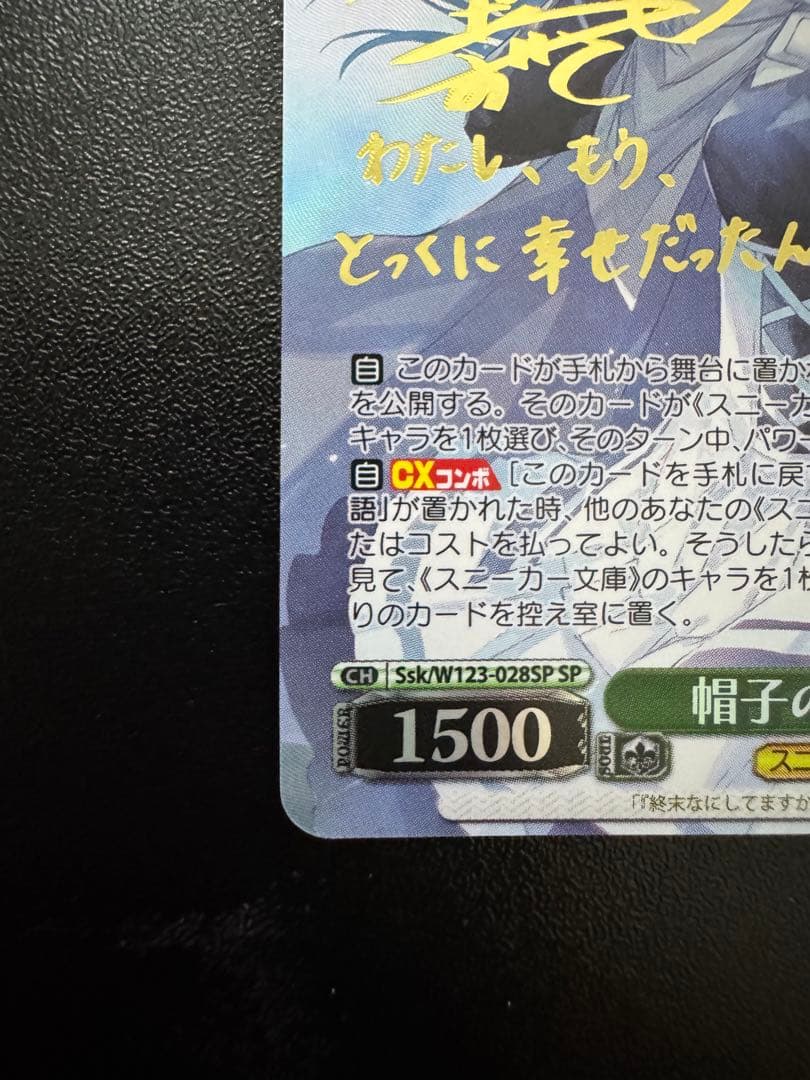 わたし、もう、
とっくに幸せだったん
自 このカードが手札から舞台に置か
を公開する。そのカードが《スニーカ
キャラを1枚選び、そのターン中、パワー
自 CXコンボ [このカードを手札に戻
語」が置かれた時、他のあなたの《スニ
たはコストを払ってよい。そうしたら
見て、《スニーカー文庫》のキャラを1枚
りのカードを控え室に置く。
CH Ssk/W123-028SP SP
帽子の
POWER 1500 SOUL
スニ
「『終末なにしてますか